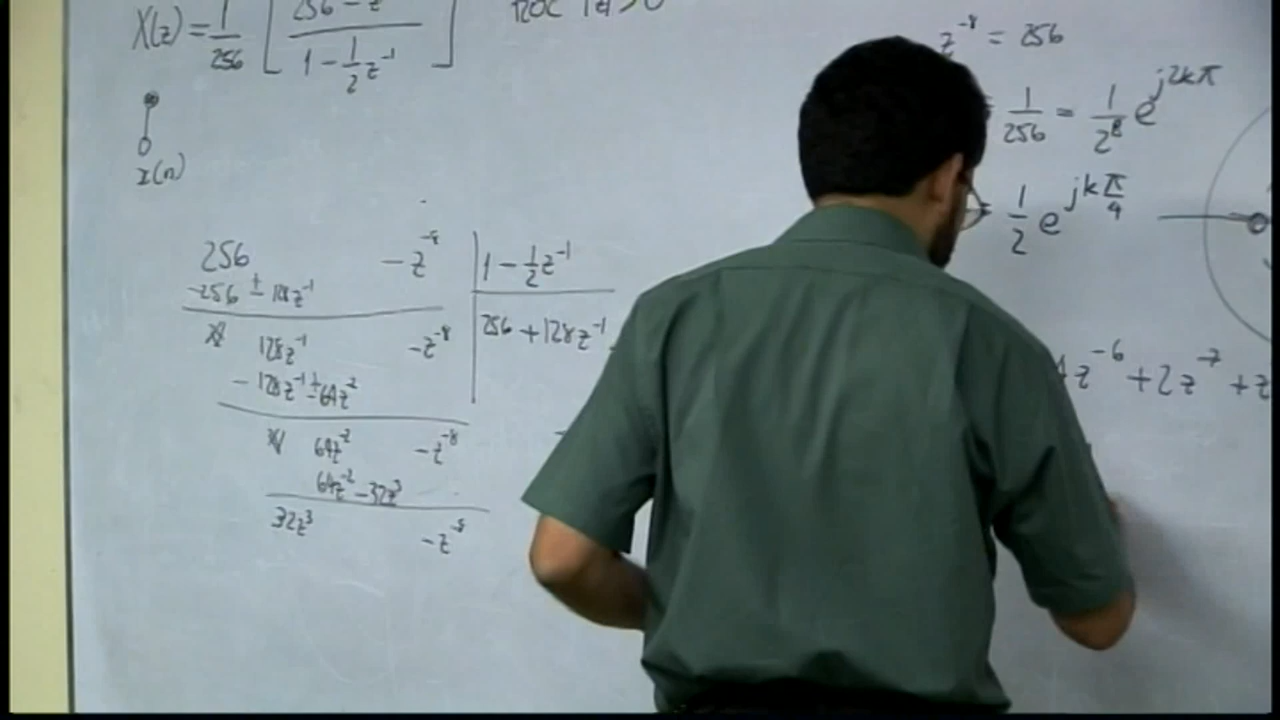 X(z) = 1/256 [ (256 - z) / (1 - 1/2 z^-1) ] ROC |z|>0
x(n)
256 - z^-8 | 1 - 1/2 z^-1
-256 ± 128z^-1
128z^-1 - z^-8 | 256 + 128z^-1
- 128z^-1 ± 64z^-2
64z^-2 - z^-8
64z^-2 - 32z^3
32z^3 - z^-8
z^-8 = 256
1/256 = 1/2^8 e^j2kπ
= 1/2 e^jkπ/4
4z^-6 + 2z^-7 + z